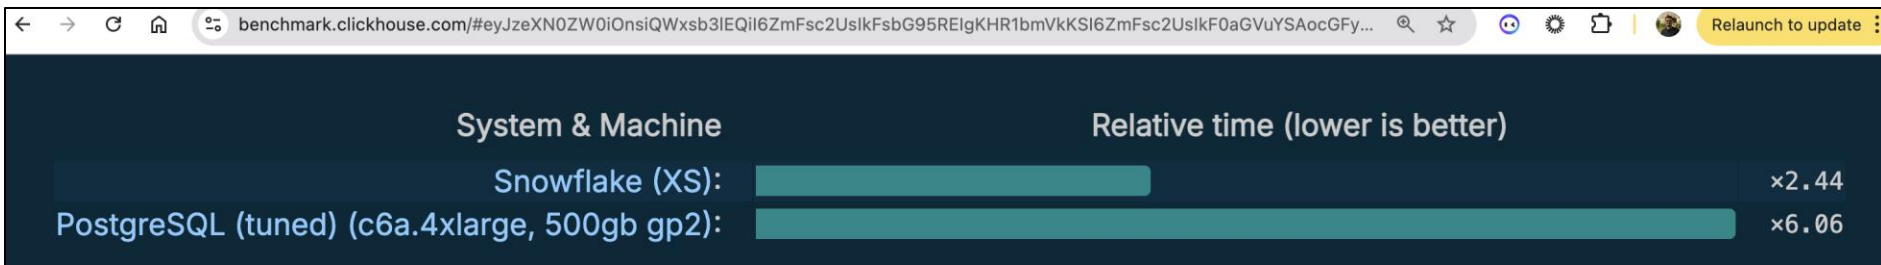 benchmark.clickhouse.com/#eyJzeXN0ZW0iOnsiQWxsb3lEQiI6ZmFsc2UsIkFsbG95REIgKHR1bmVkKSI6ZmFsc2UsIkF0aGVuYSAocGFy...
Relaunch to update
System & Machine
Relative time (lower is better)
Snowflake (XS): ×2.44
PostgreSQL (tuned) (c6a.4xlarge, 500gb gp2): ×6.06